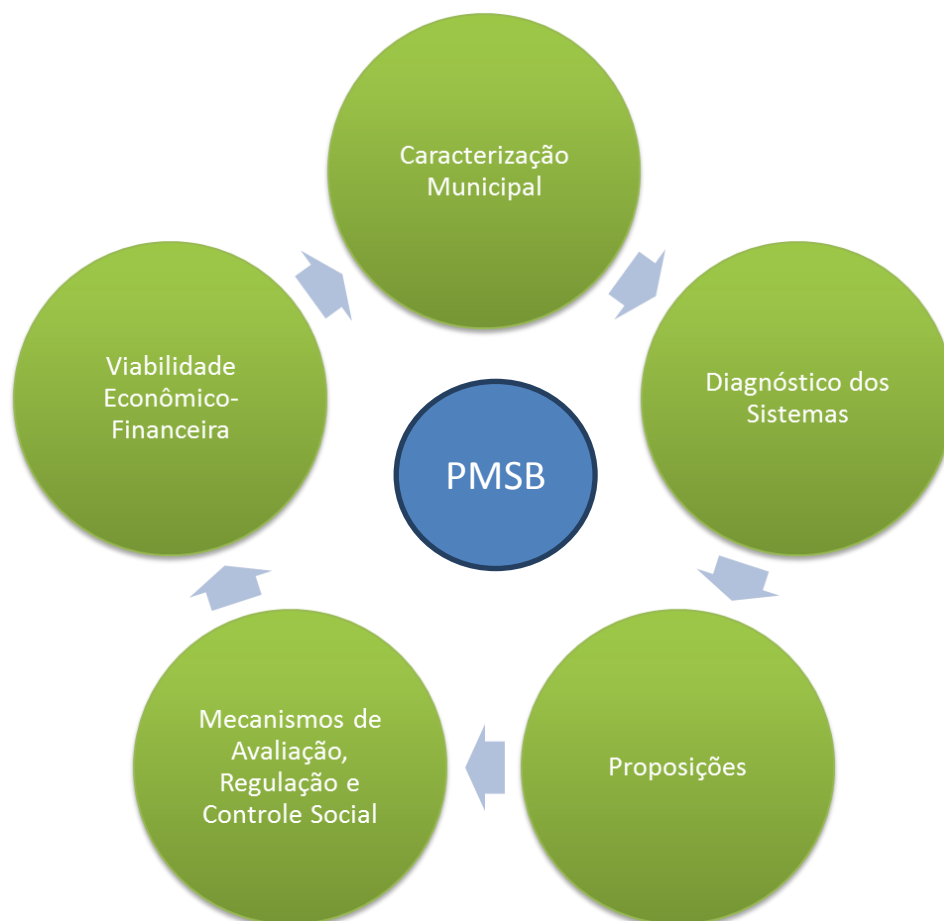 Caracterização
Municipal
Diagnóstico dos
Sistemas
Proposições
Mecanismos de
Avaliação,
Regulação e
Controle Social
Viabilidade
Econômico-
Financeira
PMSB